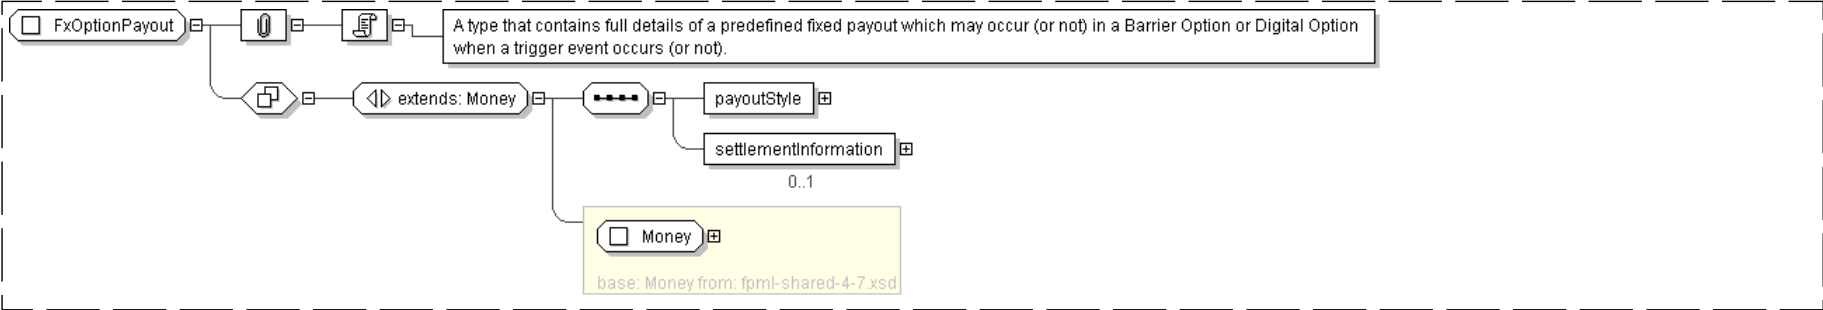 FxOptionPayout
A type that contains full details of a predefined fixed payout which may occur (or not) in a Barrier Option or Digital Option
when a trigger event occurs (or not).
extends: Money
payoutStyle
settlementInformation
0..1
Money
base: Money from: fpml-shared-4-7.xsd